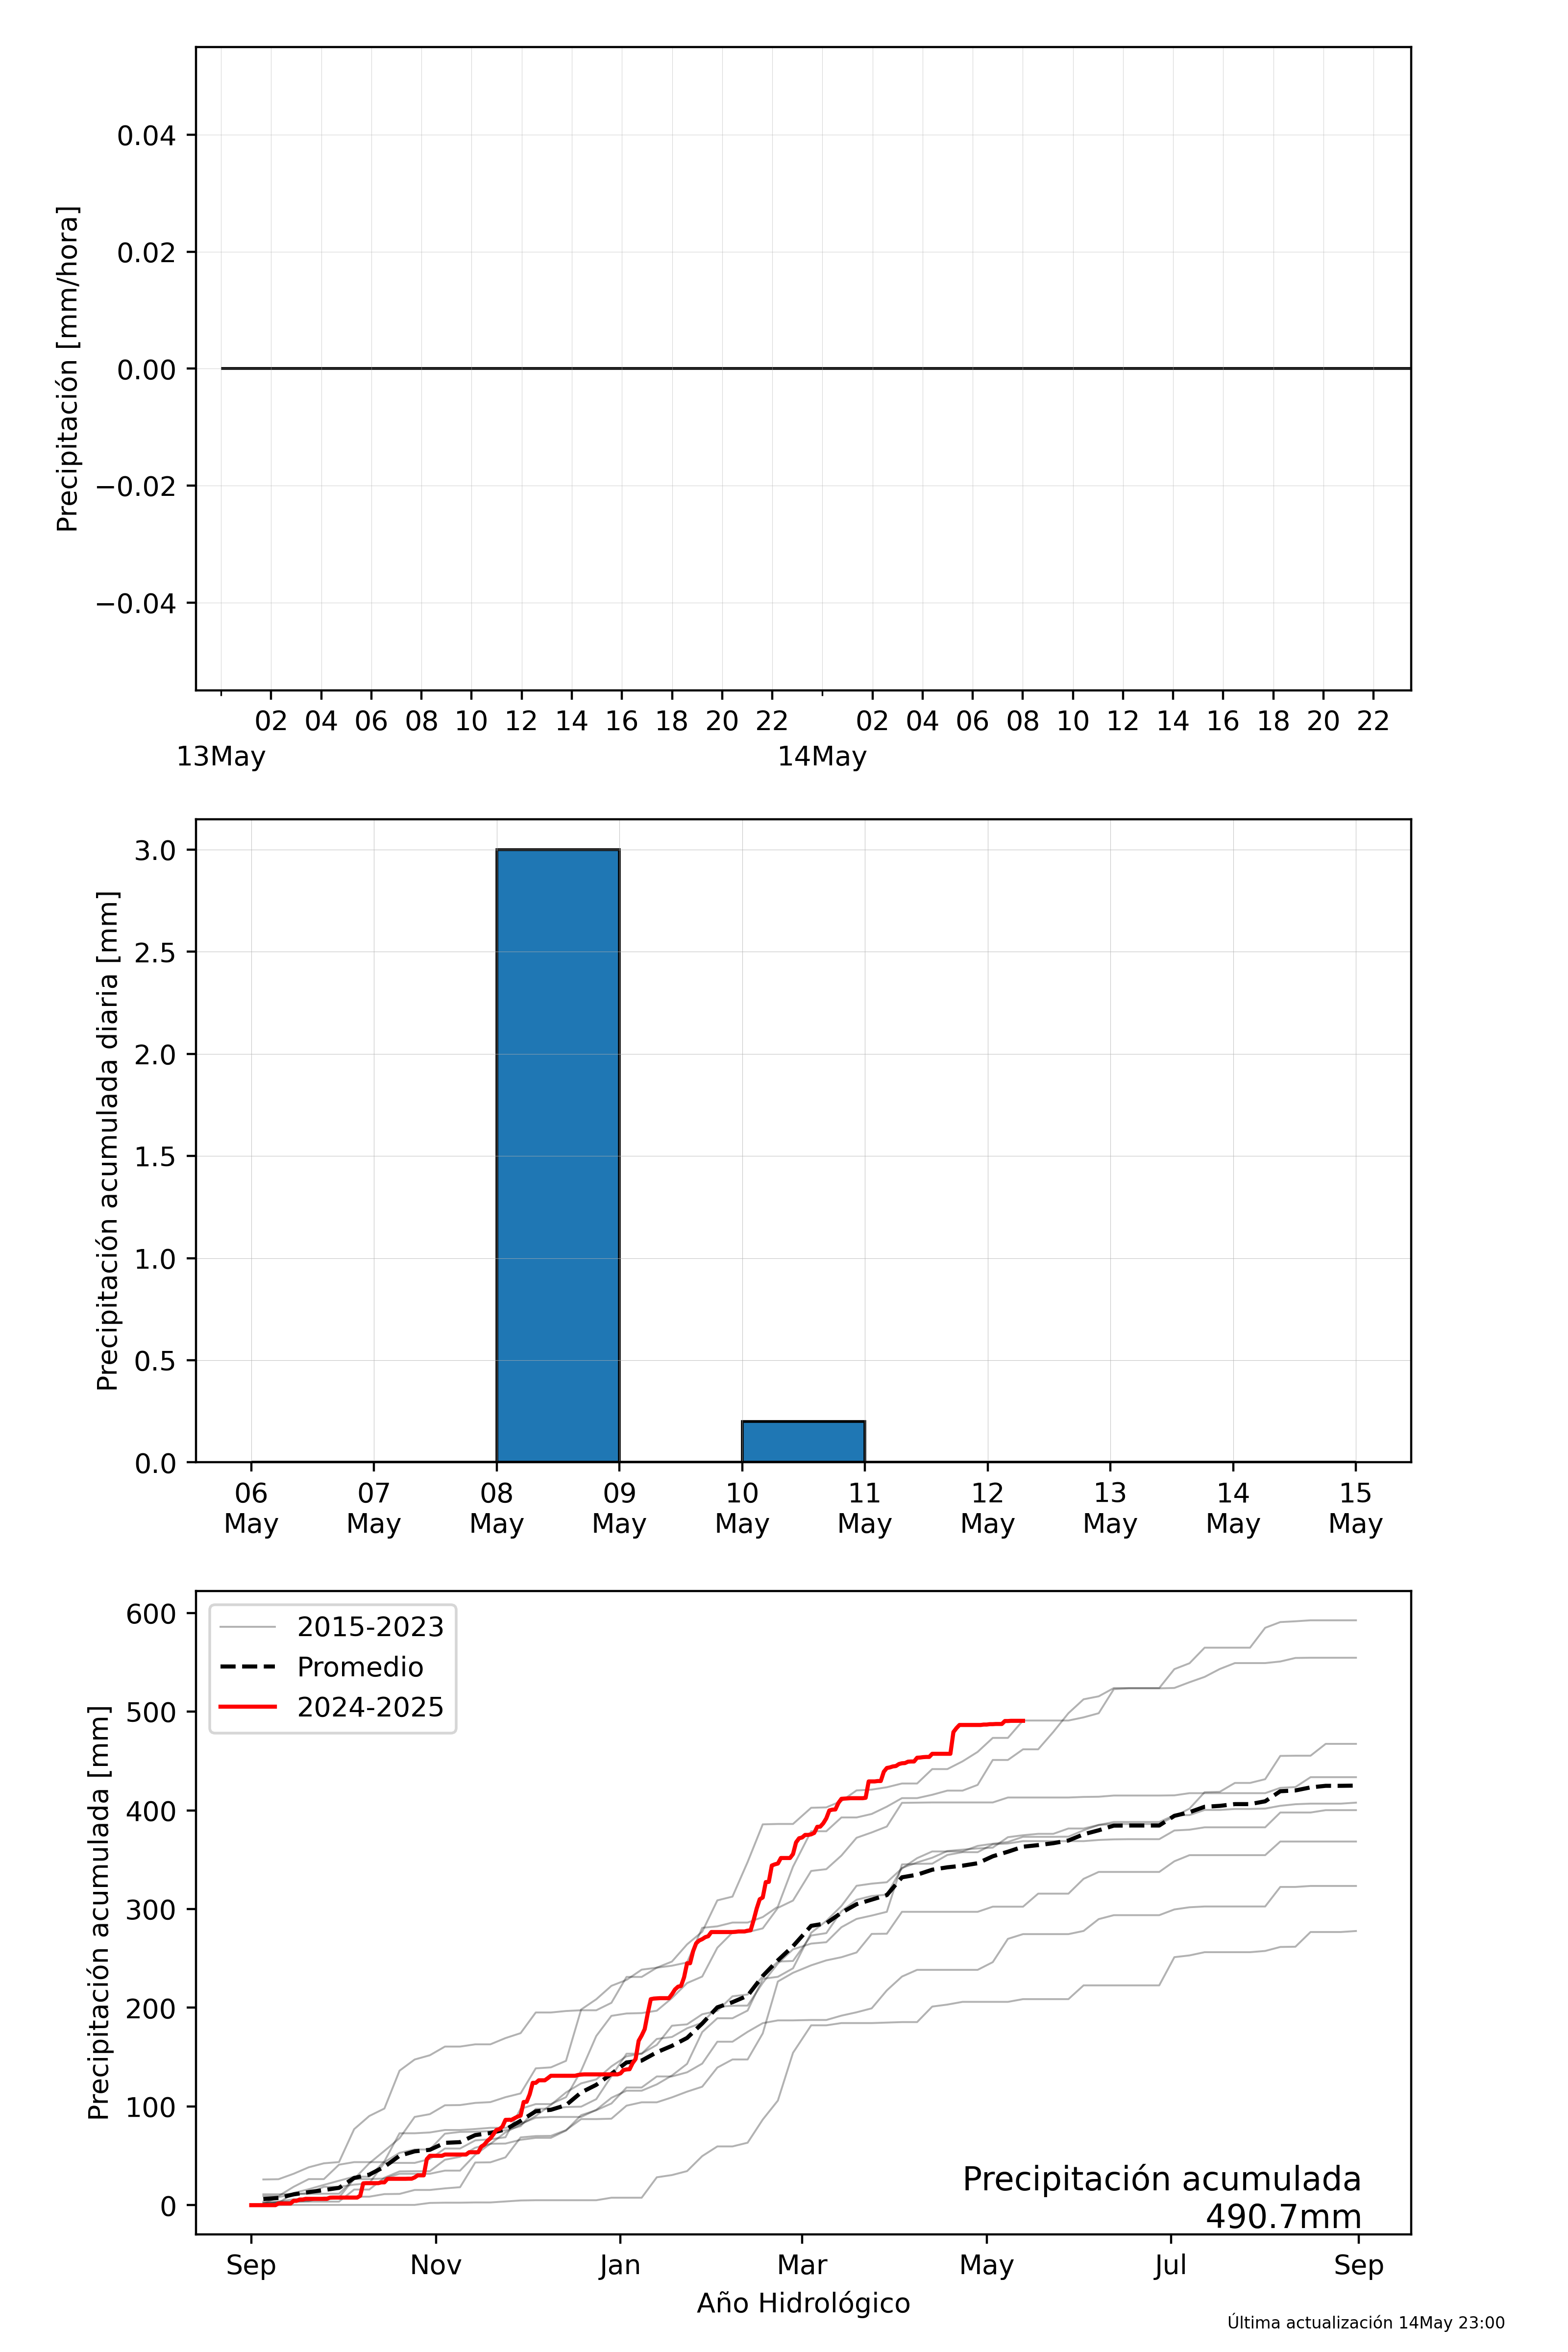 Precipitación [mm/hora]
0.04
0.02
0.00
−0.02
−0.04
02 04 06 08 10 12 14 16 18 20 22 02 04 06 08 10 12 14 16 18 20 22
13May 14May
Precipitación acumulada diaria [mm]
3.0
2.5
2.0
1.5
1.0
0.5
0.0
06 07 08 09 10 11 12 13 14 15
May May May May May May May May May May
Precipitación acumulada [mm]
600
500
400
300
200
100
0
2015-2023
Promedio
2024-2025
Precipitación acumulada
490.7mm
Sep Nov Jan Mar May Jul Sep
Año Hidrológico
Última actualización 14May 23:00